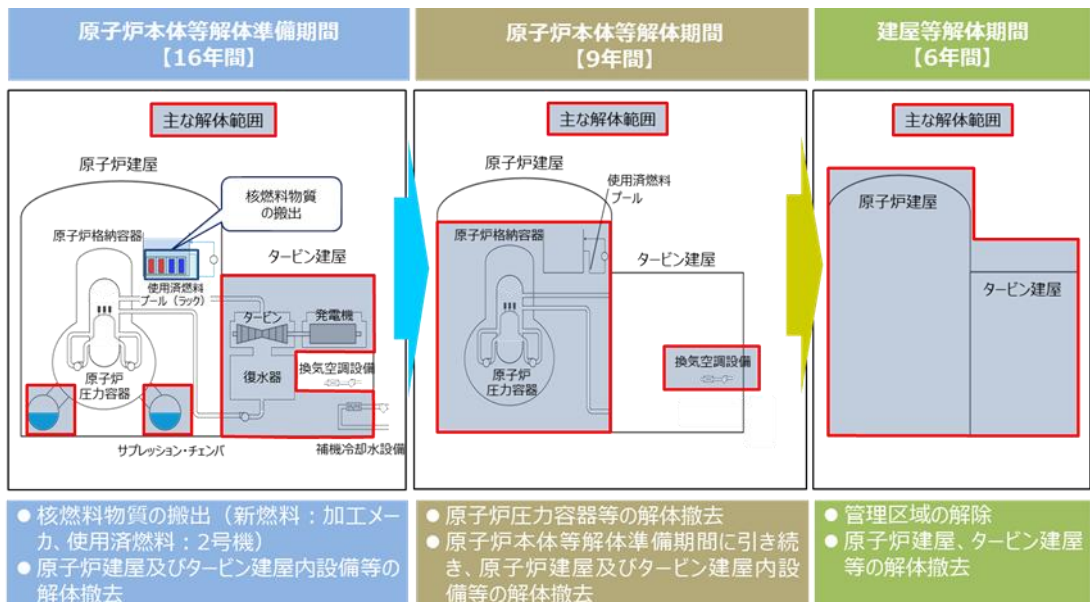 原子炉本体等解体準備期間
【16年間】
原子炉本体等解体期間
【9年間】
建屋等解体期間
【6年間】
主な解体範囲
原子炉建屋
核燃料物質
の搬出
原子炉格納容器
使用済燃料
プール（ラック）
タービン建屋
タービン
発電機
復水器
換気空調設備
原子炉
圧力容器
サプレッション・チェンバ
補機冷却水設備
主な解体範囲
原子炉建屋
使用済燃料
プール
原子炉格納容器
タービン建屋
換気空調設備
原子炉
圧力容器
主な解体範囲
原子炉建屋
タービン建屋
● 核燃料物質の搬出（新燃料：加工メー
カ、使用済燃料：2号機）
● 原子炉建屋及びタービン建屋内設備等の
解体撤去
● 原子炉圧力容器等の解体撤去
● 原子炉本体等解体準備期間に引き続
き、原子炉建屋及びタービン建屋内設
備等の解体撤去
● 管理区域の解除
● 原子炉建屋、タービン建屋
等の解体撤去